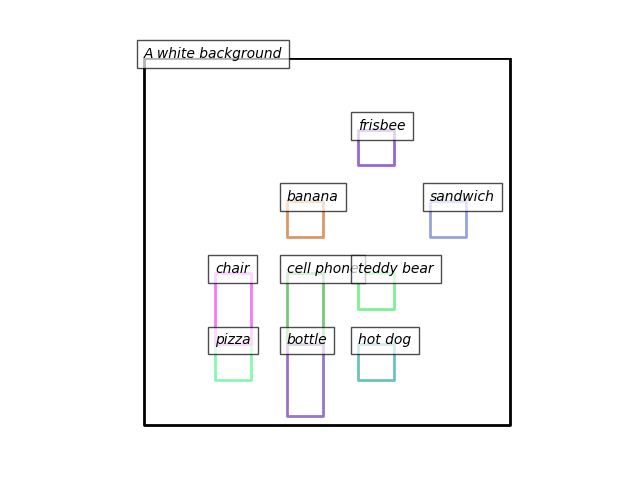 A white background
frisbee
banana
sandwich
chair
cell phone
teddy bear
pizza
bottle
hot dog